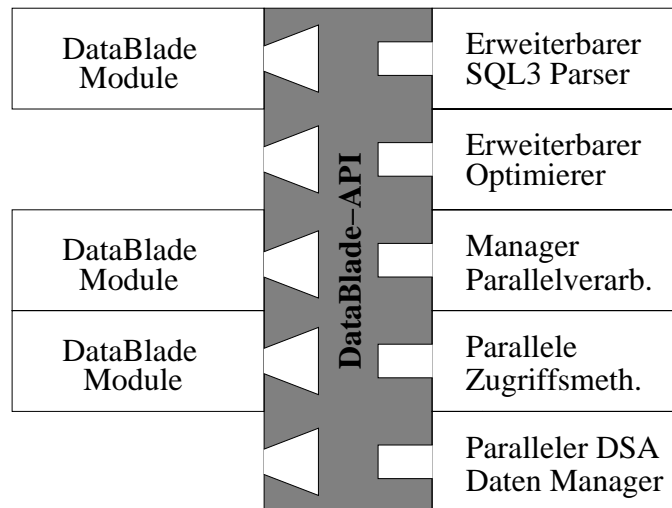 DataBlade
Module
DataBlade
Module
DataBlade
Module
DataBlade–API
Erweiterbarer
SQL3 Parser
Erweiterbarer
Optimierer
Manager
Parallelverarb.
Parallele
Zugriffsmeth.
Paralleler DSA
Daten Manager